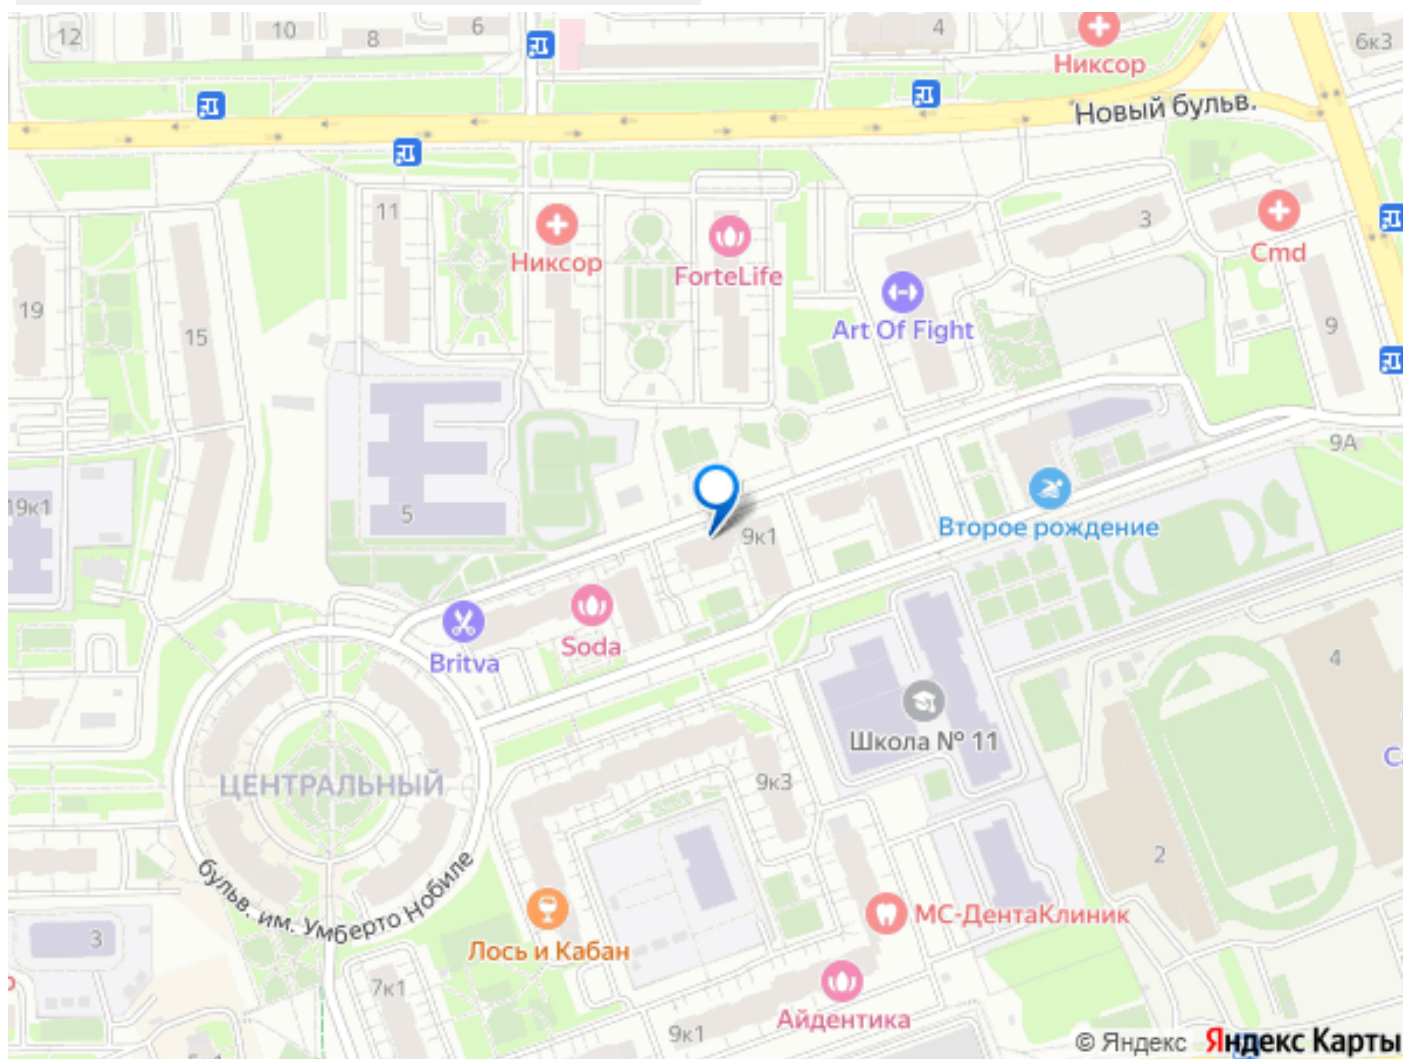 12
10
8
6
4
Никсор
6к3
Новый бульв.
11
Никсор
ForteLife
3
Cmd
19
15
Art Of Fight
9
9А
19к1
5
9к1
Второе рождение
Soda
Britva
4
Школа № 11
ЦЕНТРАЛЬНЫЙ
9к3
бульв. им. Умберто Нобиле
2
3
Лось и Кабан
МС-ДентаКлиник
7к1
Айдентика
9к1
© Яндекс Яндекс Карты